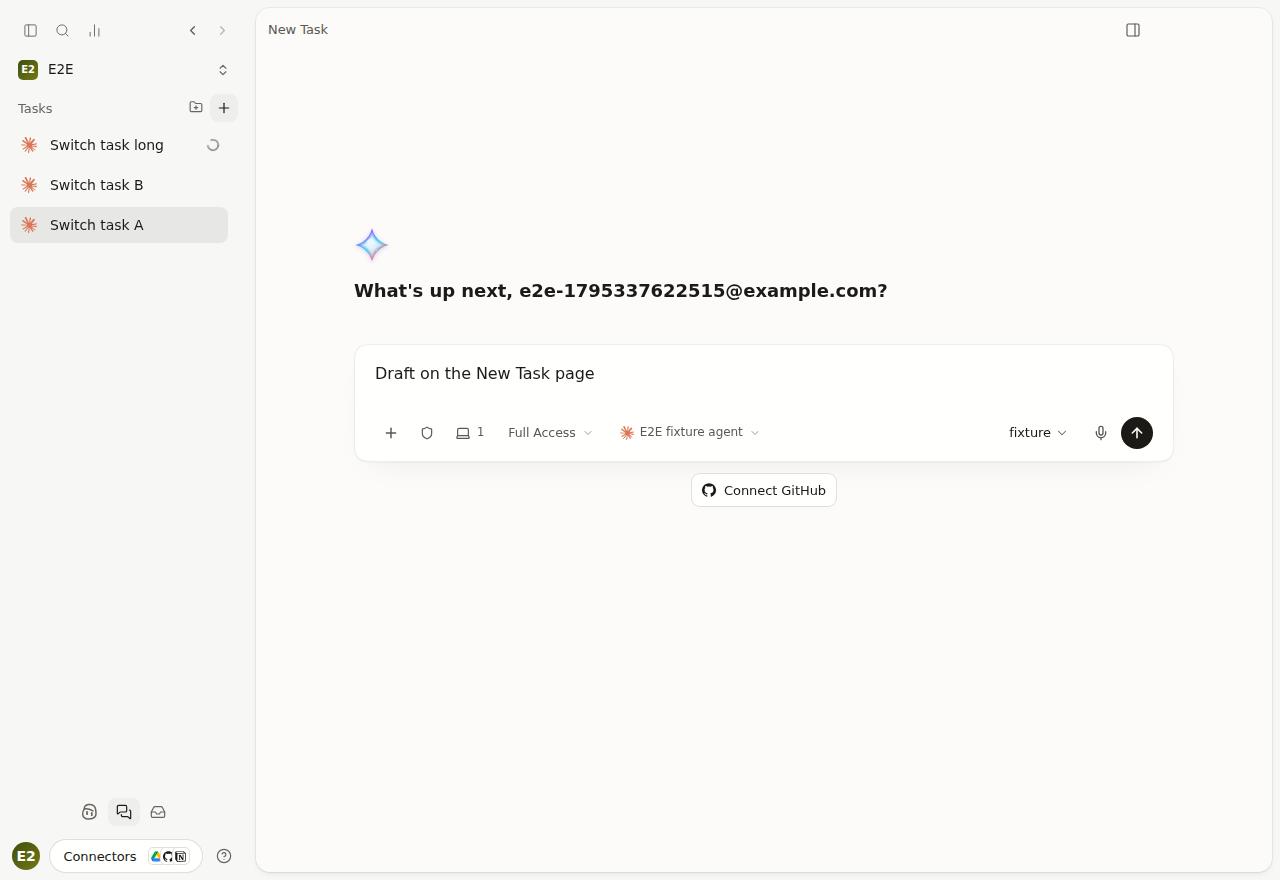 New Task
E2 E2E
Tasks
Switch task long
Switch task B
Switch task A
What's up next, e2e-1795337622515@example.com?
Draft on the New Task page
1 Full Access E2E fixture agent fixture
Connect GitHub
E2 Connectors